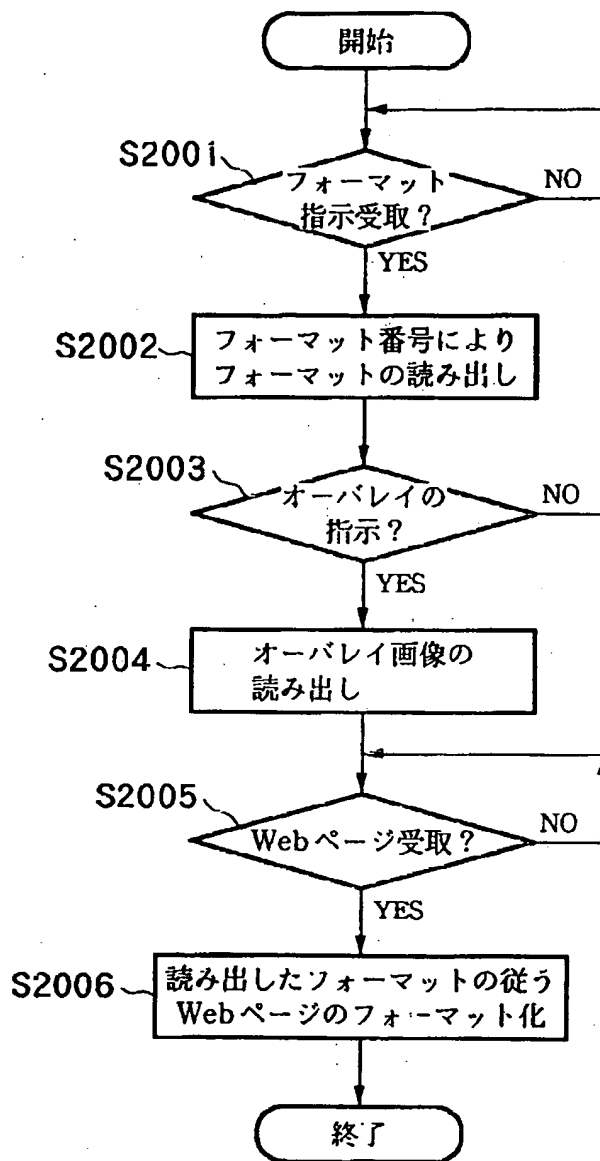 開始
S2001
フォーマット
指示受取？
NO
YES
S2002
フォーマット番号により
フォーマットの読み出し
S2003
オーバレイの
指示？
NO
YES
S2004
オーバレイ画像の
読み出し
S2005
Webページ受取？
NO
YES
S2006
読み出したフォーマットの従う
Webページのフォーマット化
終了